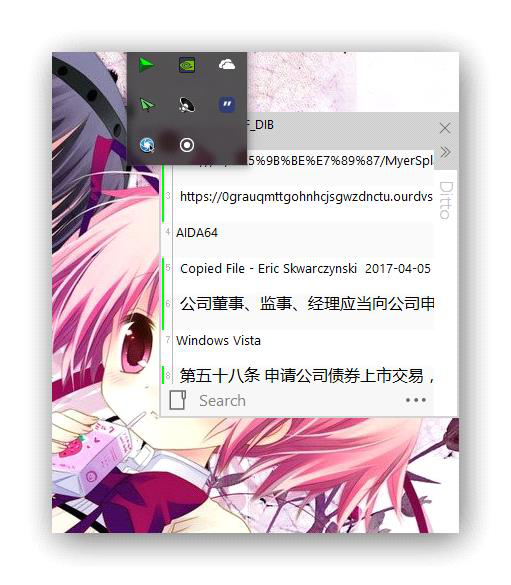 F_DIB
5%9B%BE%E7%89%87/MyerSpl
3 https://0grauqmttgohnhcjsgwzdnctu.ourdvs
4 AIDA64
5 Copied File - Eric Skwarczynski 2017-04-05
6 公司董事、监事、经理应当向公司申
7 Windows Vista
8 第五十八条 申请公司债券上市交易，
Search
Ditto